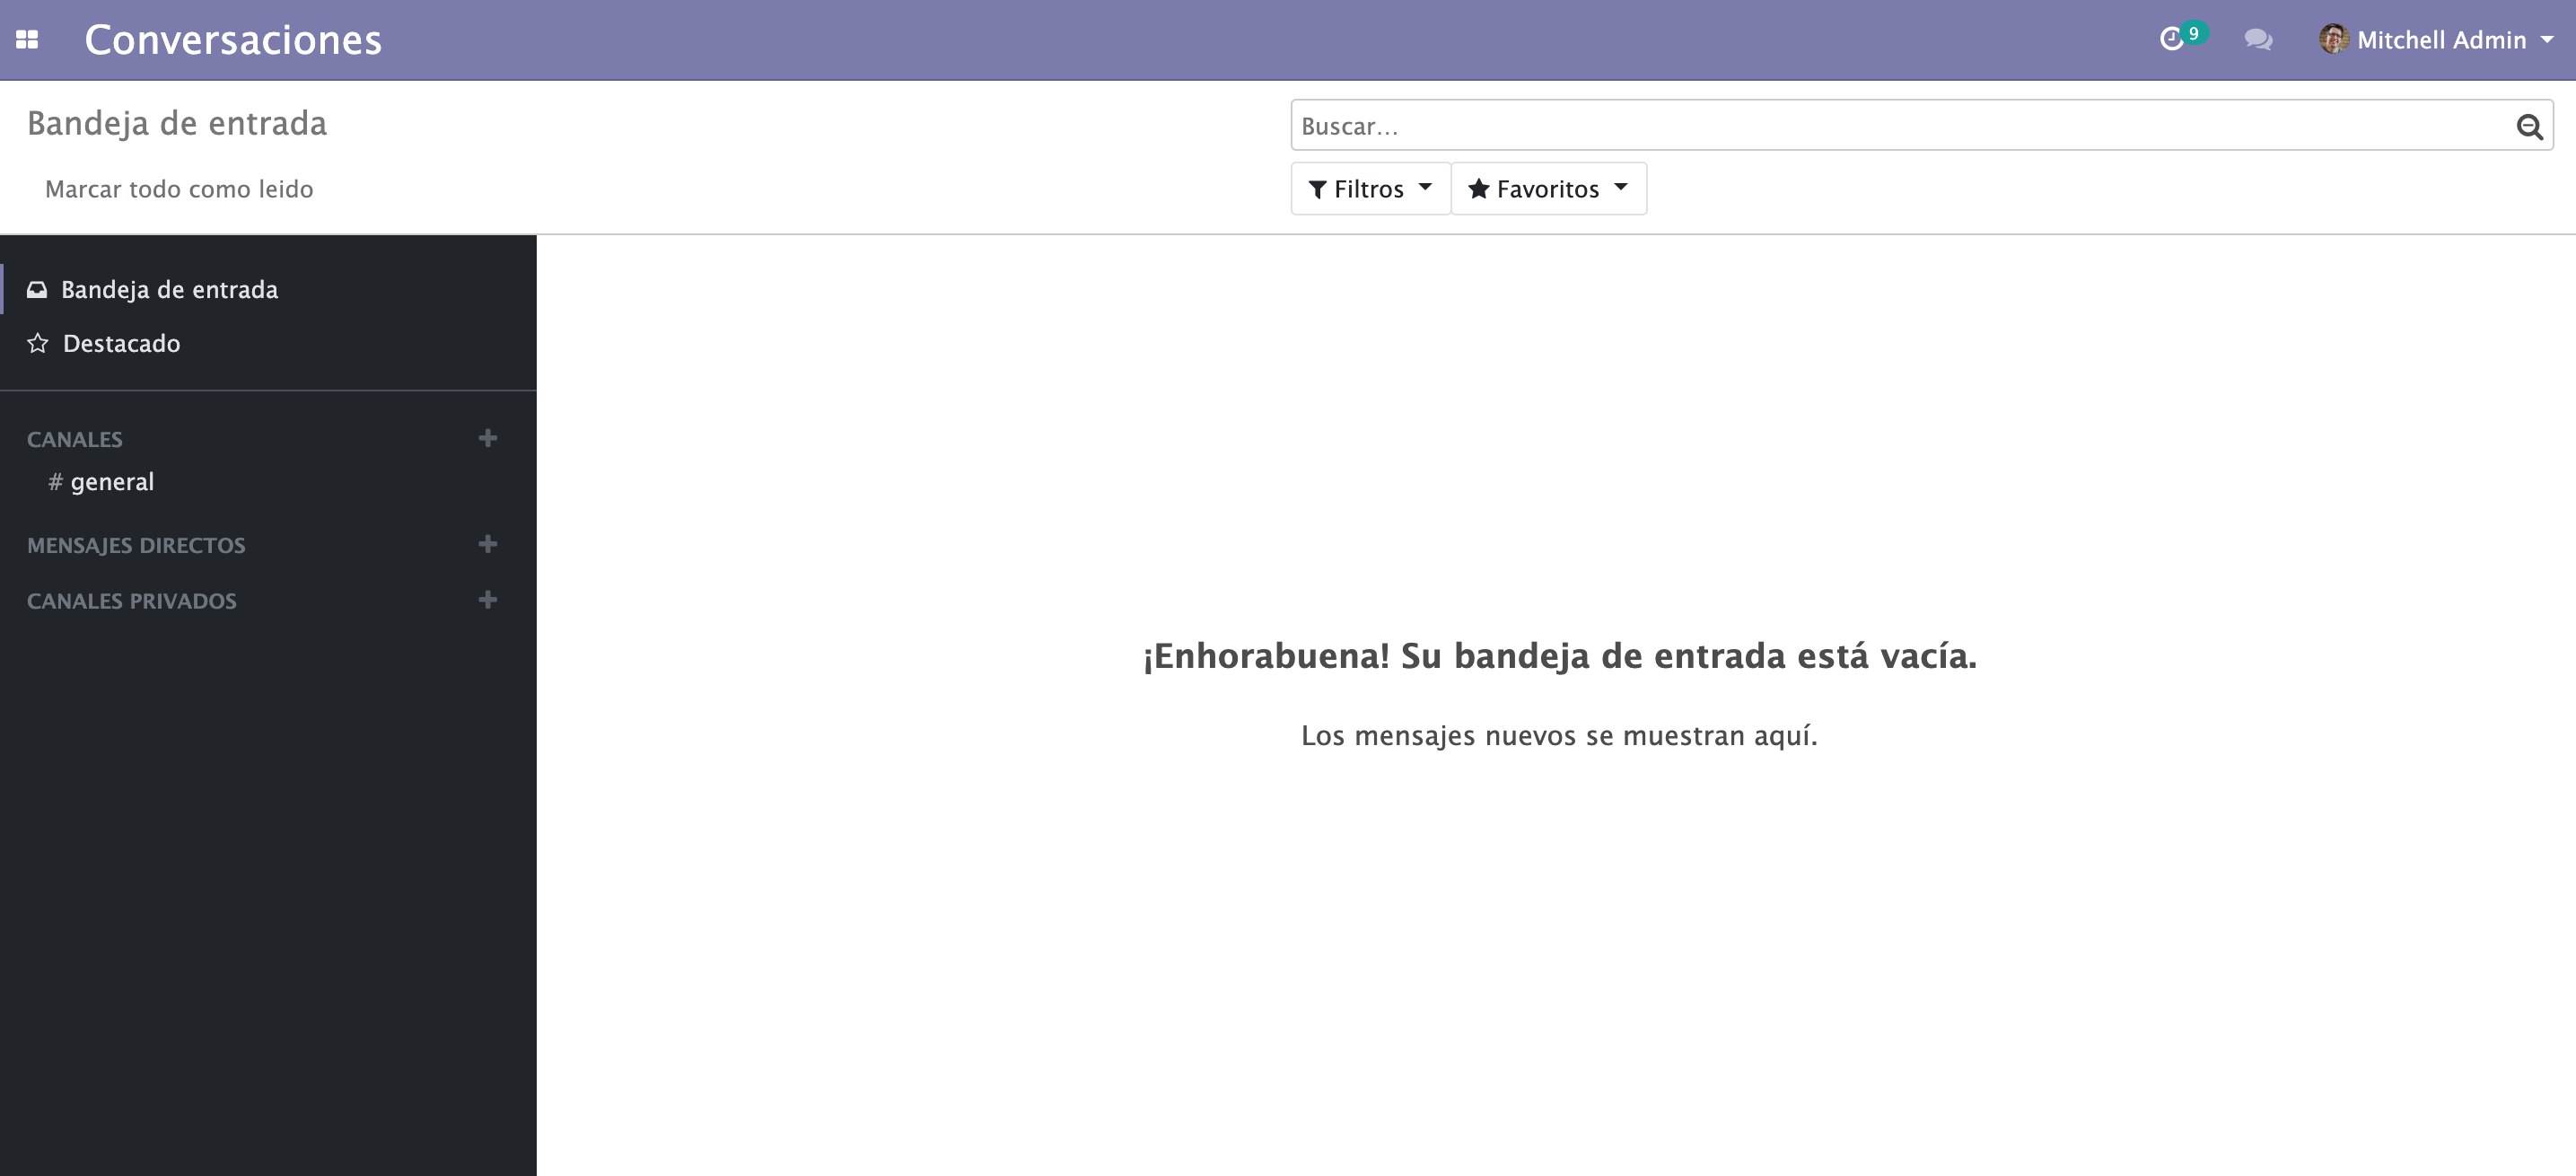 Conversaciones
9
Mitchell Admin
Bandeja de entrada
Buscar...
Marcar todo como leido
Filtros
Favoritos
Bandeja de entrada
Destacado
CANALES
# general
MENSAJES DIRECTOS
CANALES PRIVADOS
¡Enhorabuena! Su bandeja de entrada está vacía.
Los mensajes nuevos se muestran aquí.